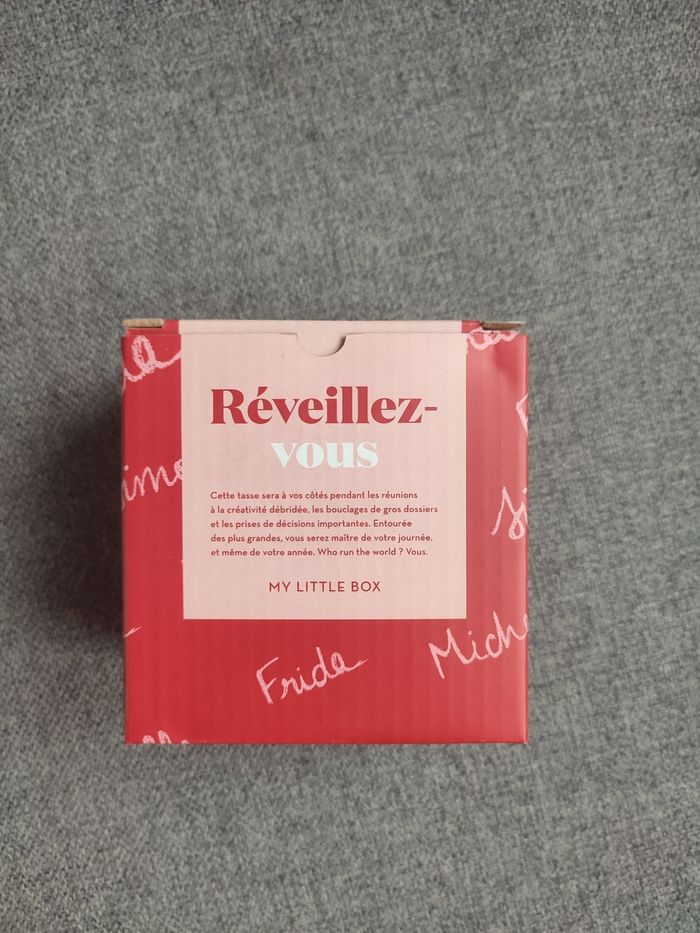 Réveillez-
vous
Cette tasse sera à vos côtés pendant les réunions
à la créativité débridée, les bouclages de gros dossiers
et les prises de décisions importantes. Entourée
des plus grandes, vous serez maître de votre journée,
et même de votre année. Who run the world ? Vous.
MY LITTLE BOX
Frida
Miche